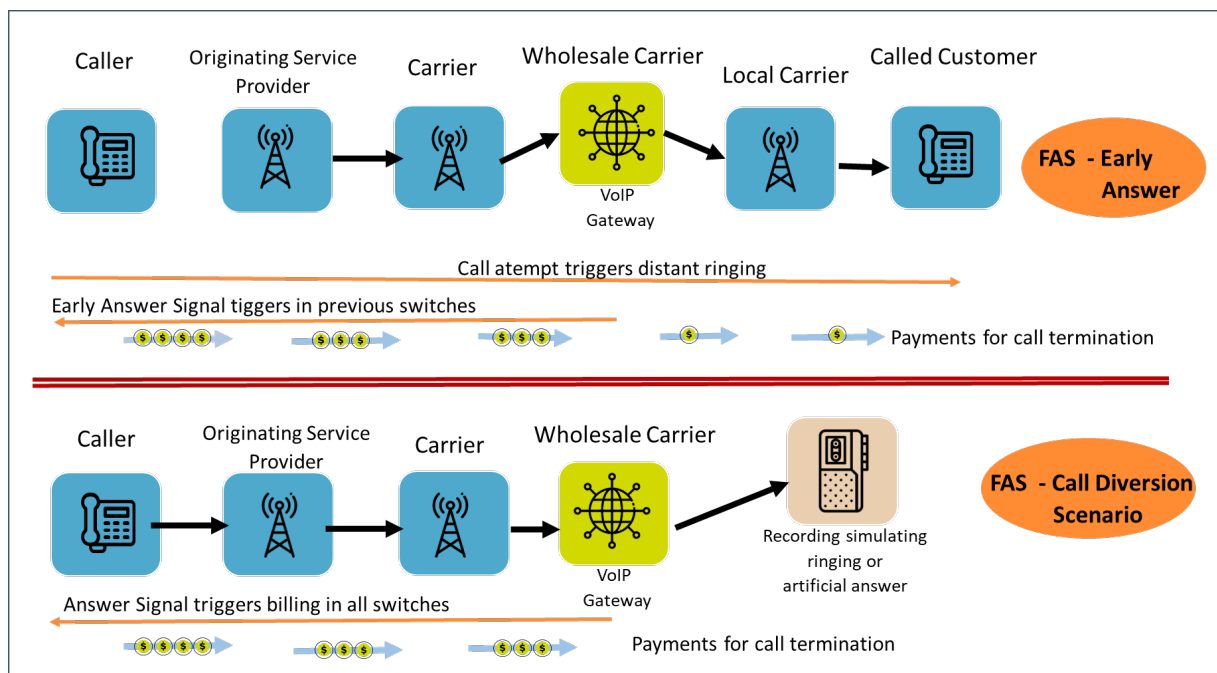 Caller
Originating Service
Provider
Carrier
Wholesale Carrier
Local Carrier
Called Customer
VoIP
Gateway
FAS - Early
Answer
Call atempt triggers distant ringing
Early Answer Signal tiggers in previous switches
$ $ $ $
$ $ $
$ $ $
$
$
Payments for call termination
Caller
Originating Service
Provider
Carrier
Wholesale Carrier
VoIP
Gateway
Recording simulating
ringing or
artificial answer
FAS - Call Diversion
Scenario
Answer Signal triggers billing in all switches
$ $ $ $
$ $ $
$ $ $
Payments for call termination